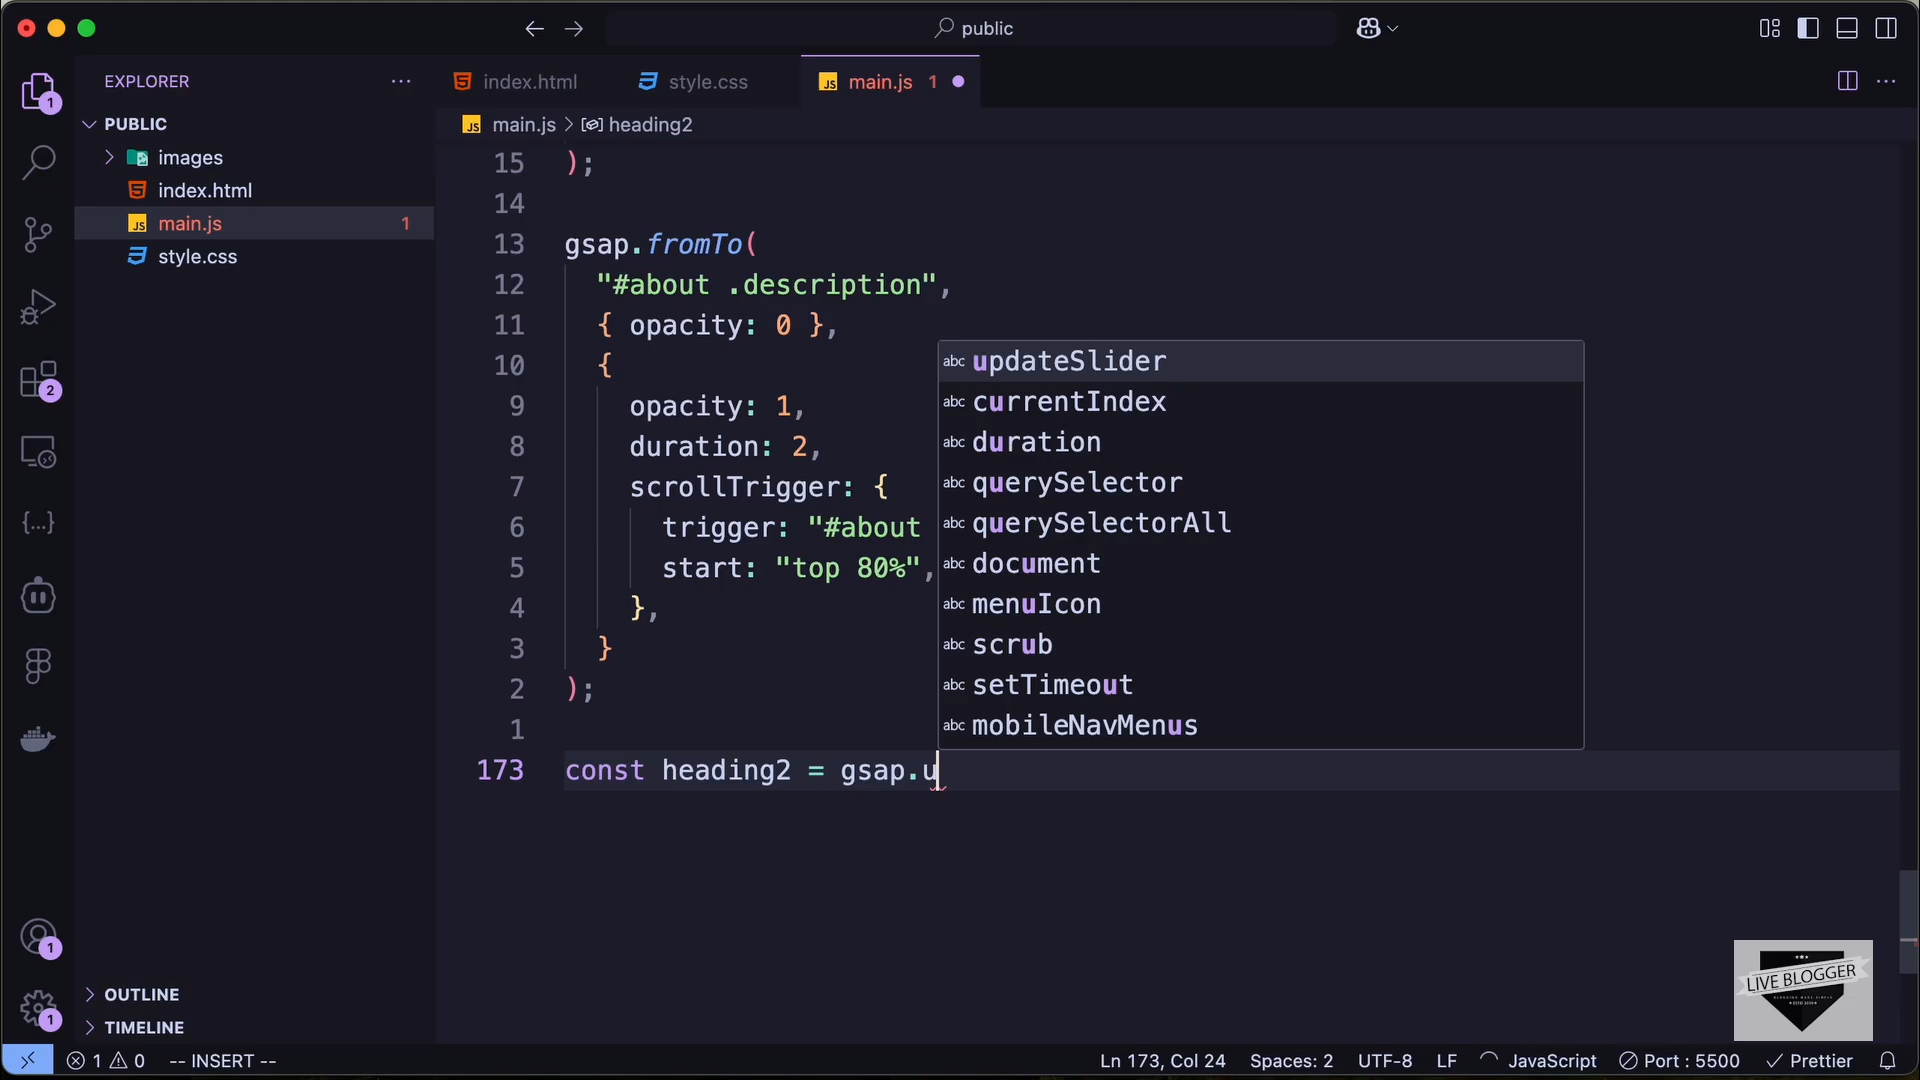 public
EXPLORER
index.html
style.css
main.js 1
PUBLIC
main.js > heading2
images
index.html
main.js 1
style.css
15 );
14
13 gsap.fromTo(
12 "#about .description",
11 { opacity: 0 },
10 {
9 opacity: 1,
8 duration: 2,
7 scrollTrigger: {
6 trigger: "#about
5 start: "top 80%",
4 },
3 }
2 );
1
173 const heading2 = gsap.u
abc updateSlider
abc currentIndex
abc duration
abc querySelector
abc querySelectorAll
abc document
abc menuIcon
abc scrub
abc setTimeout
abc mobileNavMenus
1
2
1
1
OUTLINE
TIMELINE
LIVE BLOGGER
1 0 -- INSERT --
Ln 173, Col 24 Spaces: 2 UTF-8 LF JavaScript Port : 5500 Prettier